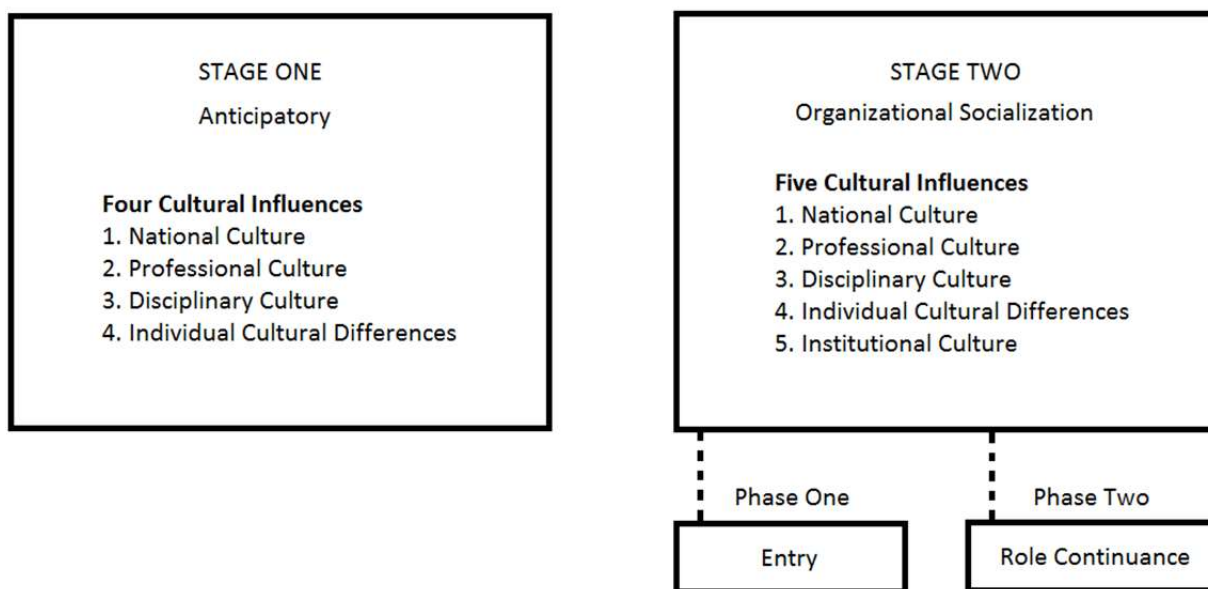 STAGE ONE
Anticipatory
Four Cultural Influences
1. National Culture
2. Professional Culture
3. Disciplinary Culture
4. Individual Cultural Differences
STAGE TWO
Organizational Socialization
Five Cultural Influences
1. National Culture
2. Professional Culture
3. Disciplinary Culture
4. Individual Cultural Differences
5. Institutional Culture
Phase One
Entry
Phase Two
Role Continuance